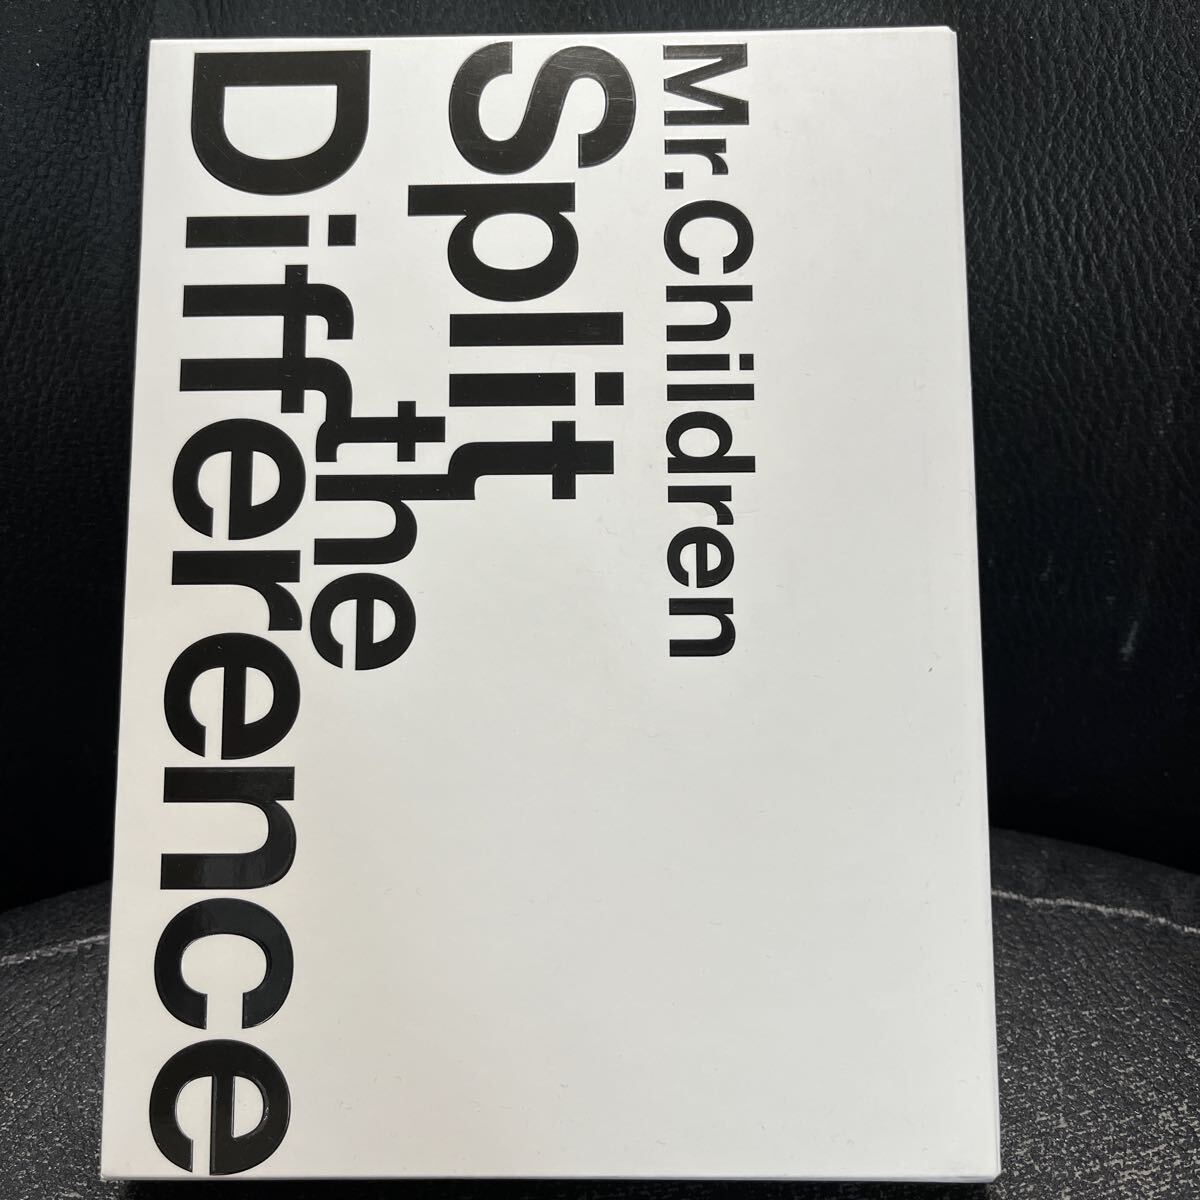 Mr.Children
Split
the
Difference